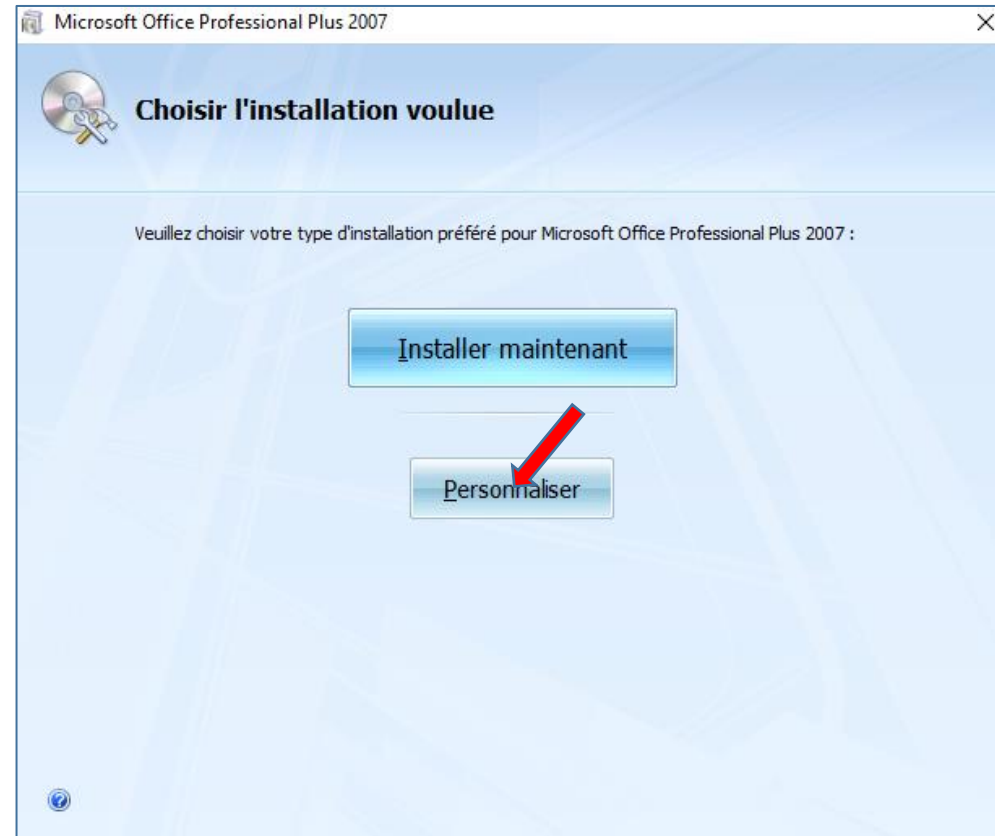 Microsoft Office Professional Plus 2007
Choisir l'installation voulue
Veuillez choisir votre type d'installation préféré pour Microsoft Office Professional Plus 2007 :
Installer maintenant
Personnaliser